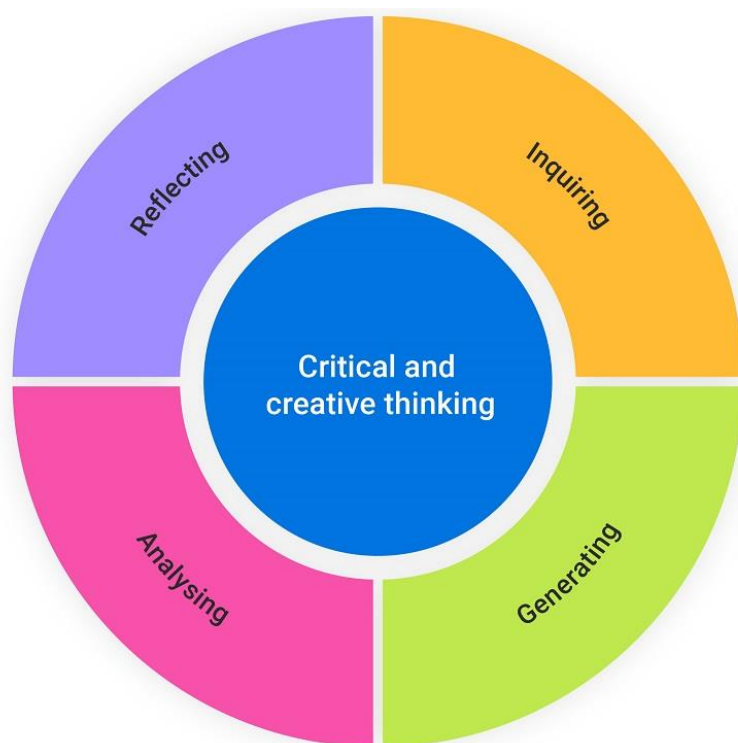 Reflecting
Inquiring
Critical and
creative thinking
Analysing
Generating